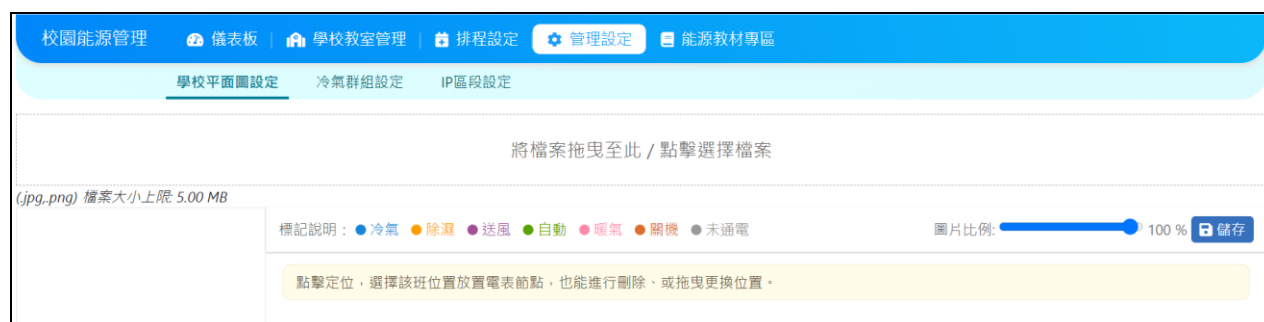 校園能源管理 儀表板 | 學校教室管理 | 排程設定 管理設定 能源教材專區
學校平面圖設定 冷氣群組設定 IP區段設定
將檔案拖曳至此 / 點擊選擇檔案
(.jpg,.png) 檔案大小上限: 5.00 MB
標記說明： 冷氣 除濕 送風 自動 暖氣 關機 未通電 圖片比例: 100 % 儲存
點擊定位，選擇該班位置放置電表節點，也能進行刪除、或拖曳更換位置。